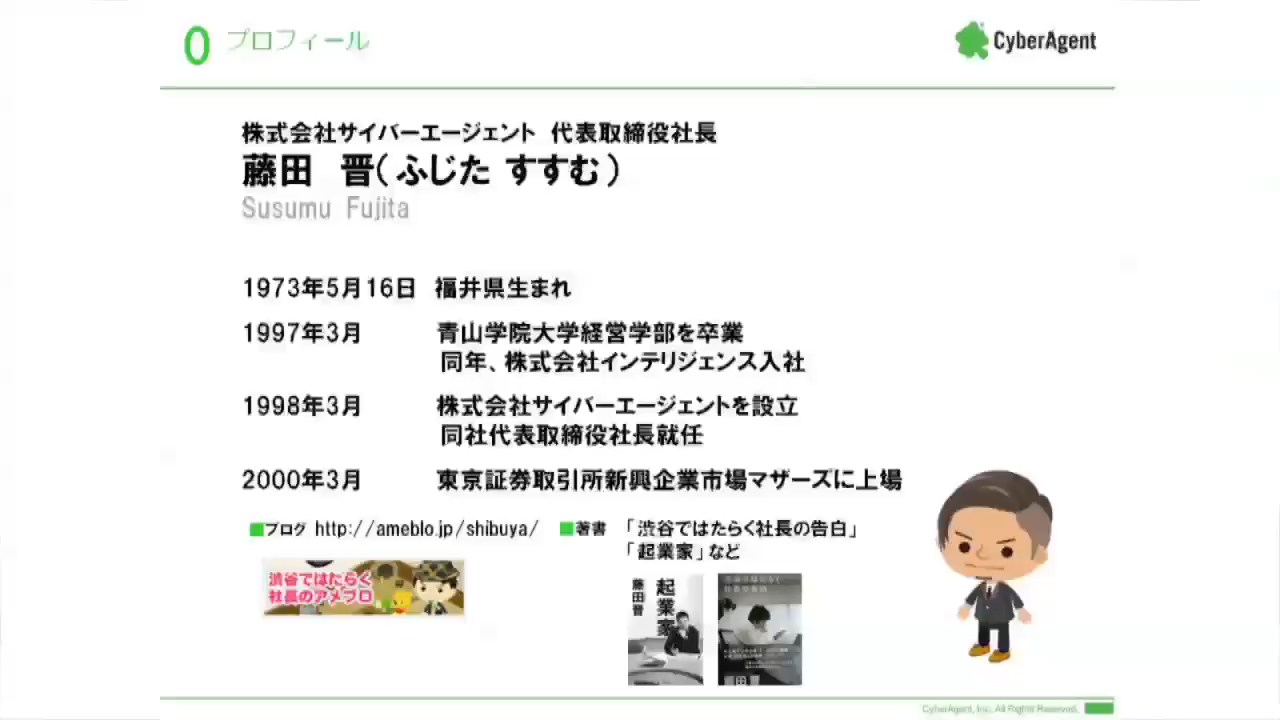 0 プロフィール
CyberAgent
株式会社サイバーエージェント 代表取締役社長
藤田 晋(ふじた すすむ)
Susumu Fujita
1973年5月16日 福井県生まれ
1997年3月 青山学院大学経営学部を卒業
同年、株式会社インテリジェンス入社
1998年3月 株式会社サイバーエージェントを設立
同社代表取締役社長就任
2000年3月 東京証券取引所新興企業市場マザーズに上場
■ブログ http://ameblo.jp/shibuya/
■著書 「渋谷ではたらく社長の告白」
「起業家」など
渋谷ではたらく
社長のアメブロ
起業家
藤田晋
藤田晋
CyberAgent, Inc. All Rights Reserved.